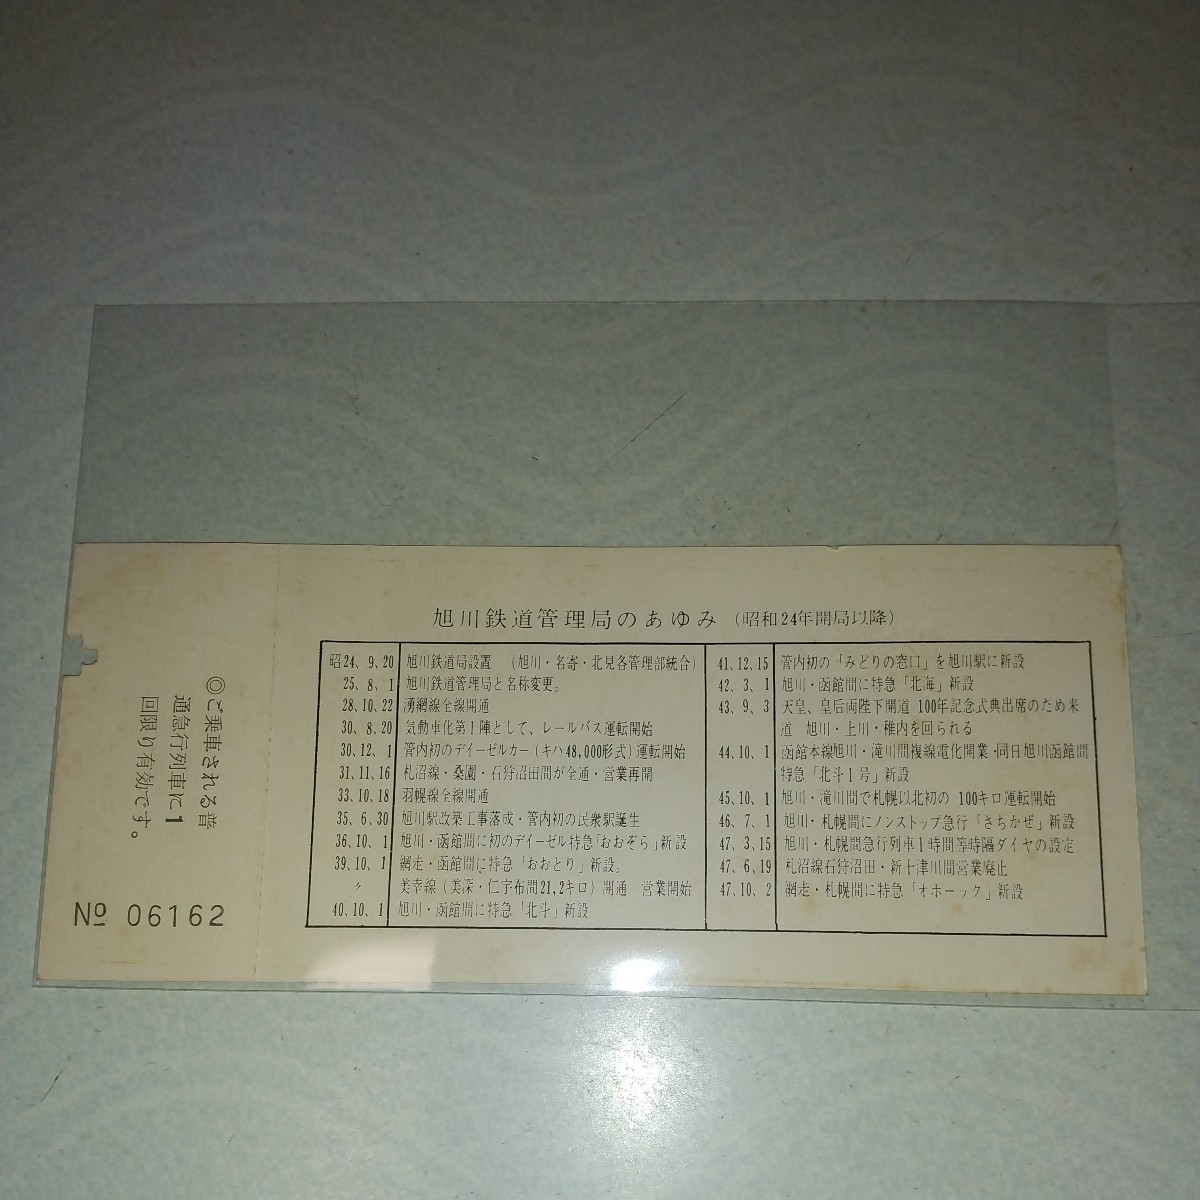 旭川鉄道管理局のあゆみ (昭和24年開局以降)
昭24、9、20 旭川鉄道局設置 (旭川・名寄・北見各管理部統合)
25、8、1 旭川鉄道管理局と名称変更。
28、10、22 湧網線全線開通
30、8、20 気動車化第1陣として、レールバス運転開始
30、12、1 管内初のデイーゼルカー(キハ48,000形式)運転開始
31、11、16 札沼線・桑園・石狩沼田間が全通・営業再開
33、10、18 羽幌線全線開通
35、6、30 旭川駅改築工事落成・管内初の民衆駅誕生
36、10、1 旭川・函館間に初のデイーゼル特急「おおぞら」新設
39、10、1 網走・函館間に特急「おおとり」新設。
〃 美幸線(美深・仁宇布間21,2キロ)開通 営業開始
40、10、1 旭川・函館間に特急「北斗」新設
41、12、15 管内初の「みどりの窓口」を旭川駅に新設
42、3、1 旭川・函館間に特急「北海」新設
43、9、3 天皇、皇后両陛下開道 100年記念式典出席のため来
道 旭川・上川・稚内を回られる
44、10、1 函館本線旭川・滝川間複線電化開業・同日旭川函館間
特急「北斗1号」新設
45、10、1 旭川・滝川間で札幌以北初の 100キロ運転開始
46、7、1 旭川・札幌間にノンストップ急行「さちかぜ」新設
47、3、15 旭川・札幌間急行列車1時間等時隔ダイヤの設定
47、6、19 札沼線石狩沼田・新十津川間営業廃止
47、10、2 網走・札幌間に特急「オホーック」新設
◎ご乗車される普
通急行列車に1
回限り有効です。
№ 06162